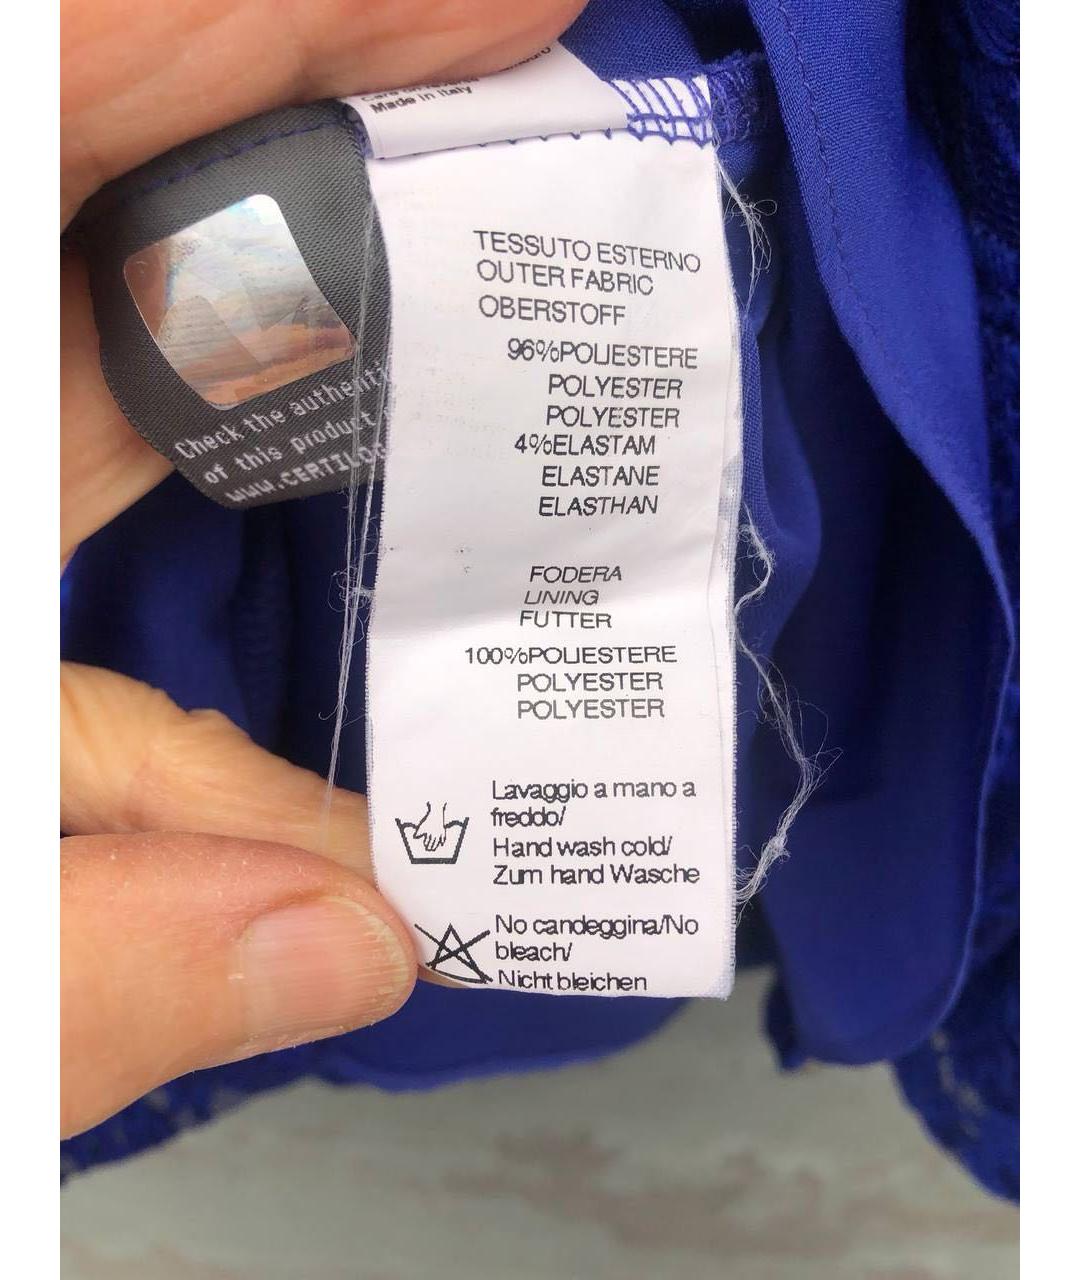 Made in Italy
TESSUTO ESTERNO
OUTER FABRIC
OBERSTOFF
96%POLIESTERE
POLYESTER
POLYESTER
4%ELASTAM
ELASTANE
ELASTHAN
FODERA
LINING
FUTTER
100%POLIESTERE
POLYESTER
POLYESTER
Lavaggio a mano a
freddo/
Hand wash cold/
Zum hand Wasche
No candeggina/No
bleach/
Nicht bleichen
Check the authenti
of this product
WWW.CERTILOG